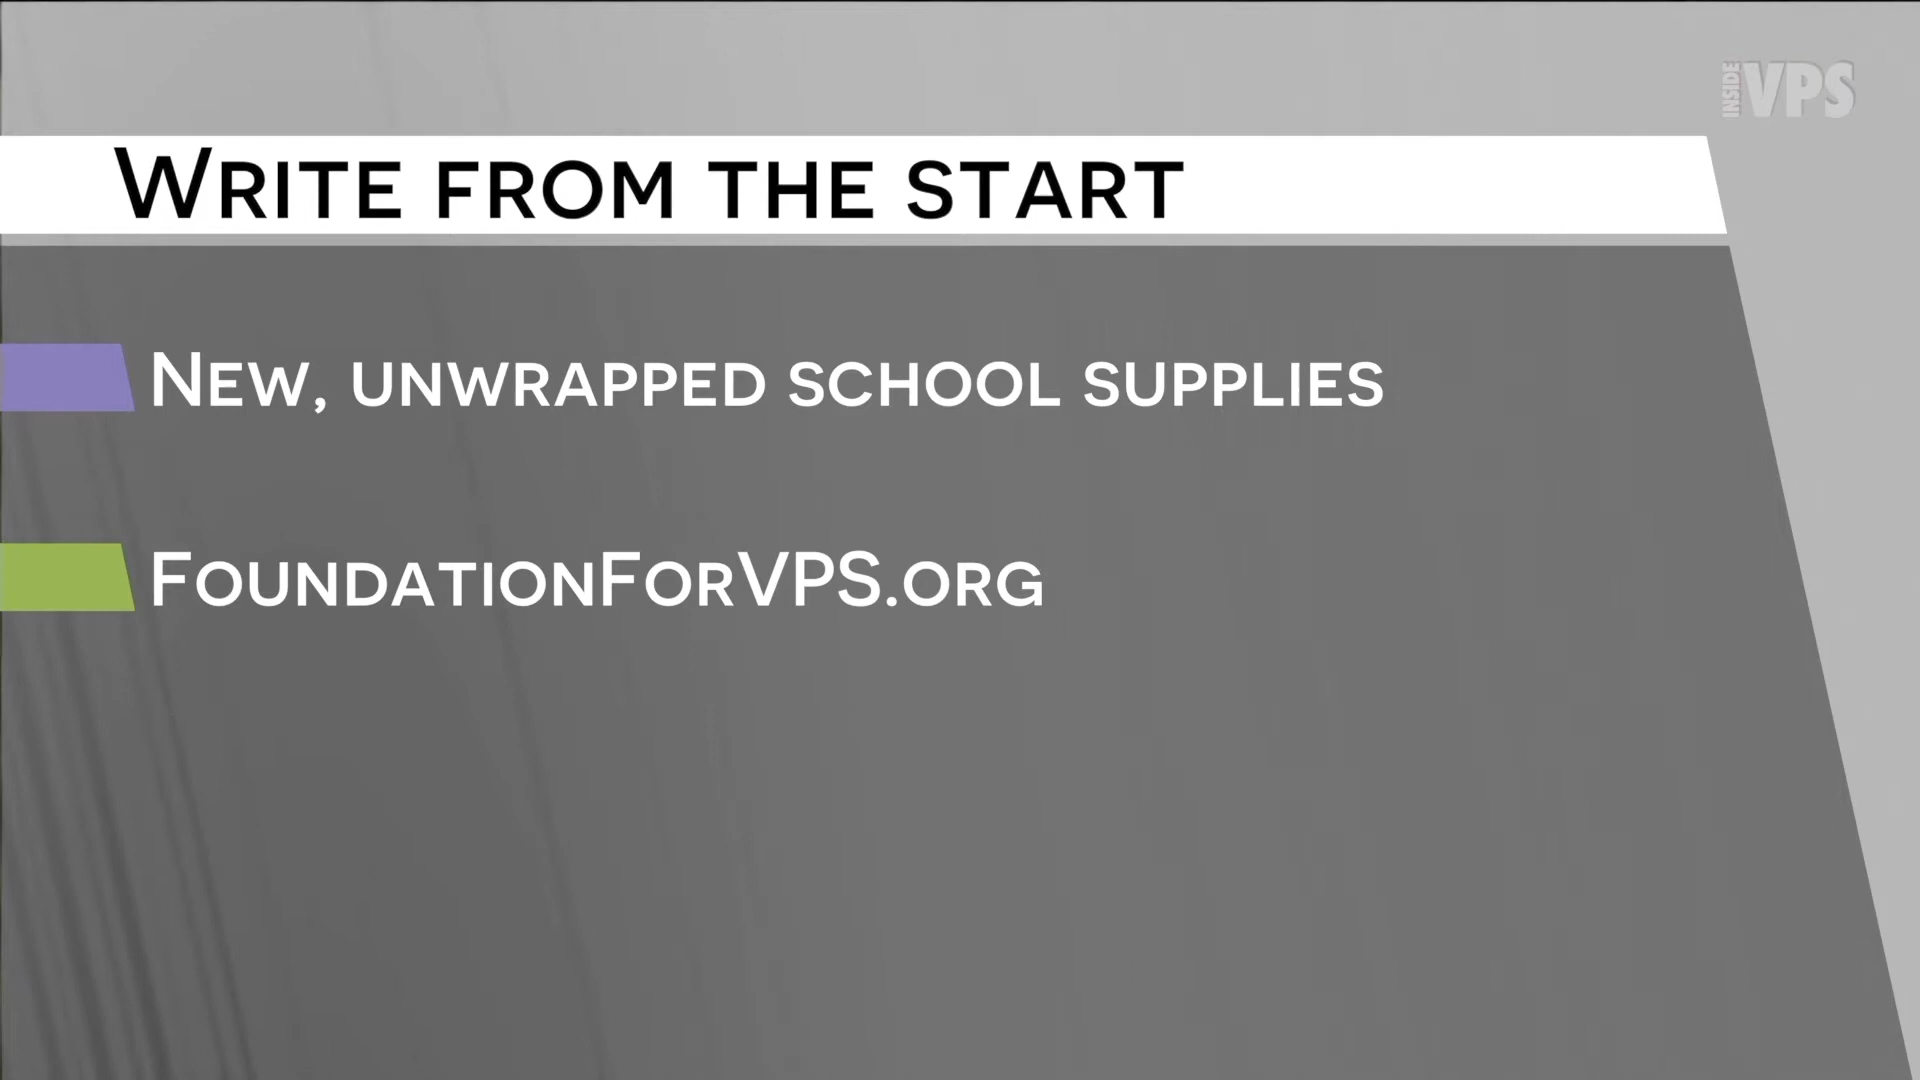 INSIDE VPS
Write from the start
New, unwrapped school supplies
FoundationForVPS.org